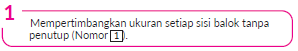 1
Mempertimbangkan ukuran setiap sisi balok tanpa
penutup (Nomor 1).